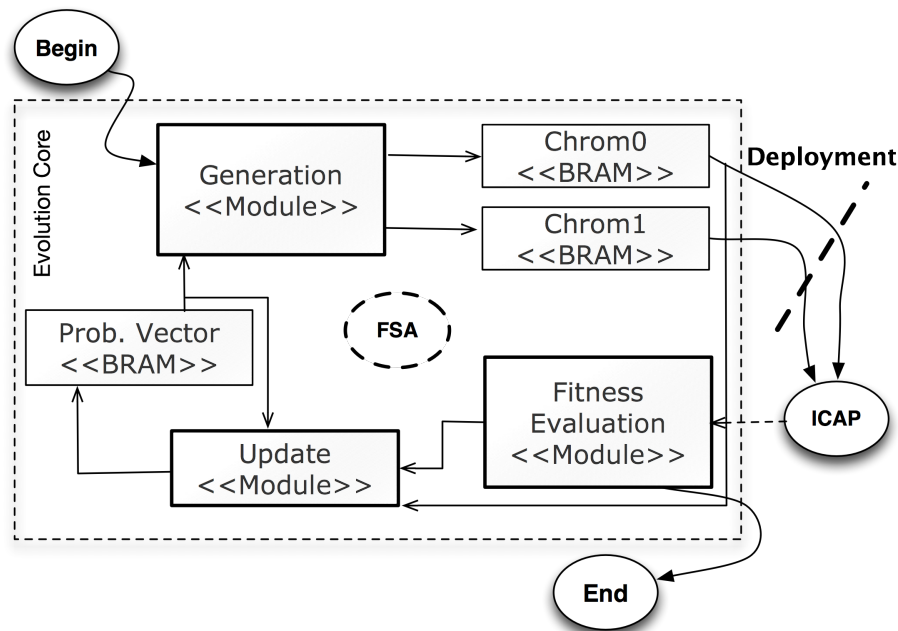 Begin
Evolution Core
Generation
<<Module>>
Chrom0
<<BRAM>>
Deployment
Chrom1
<<BRAM>>
Prob. Vector
<<BRAM>>
FSA
Fitness
Evaluation
<<Module>>
ICAP
Update
<<Module>>
End